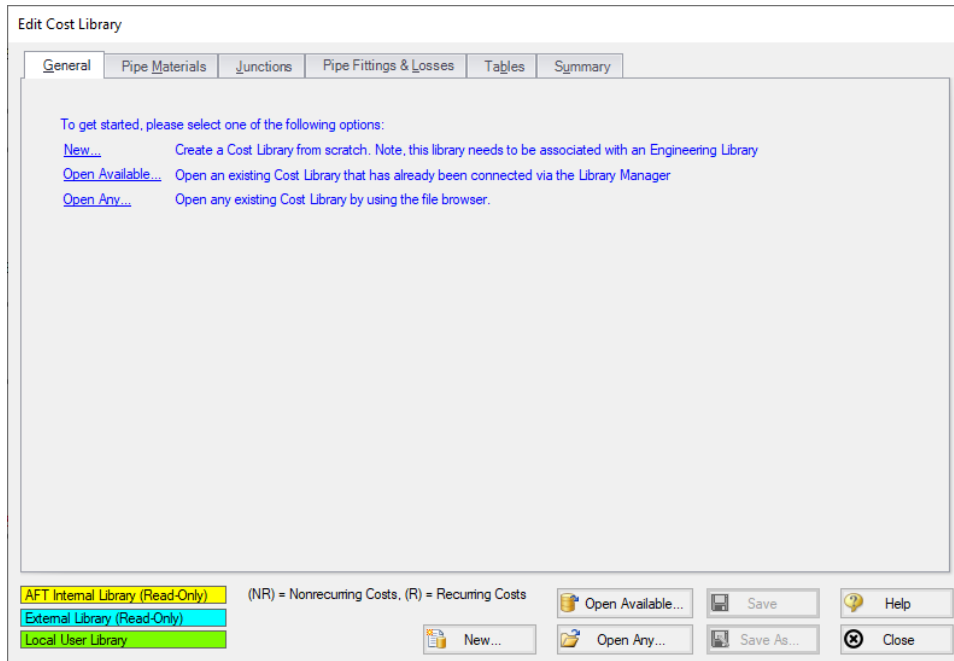 Edit Cost Library
General Pipe Materials Junctions Pipe Fittings & Losses Tables Summary
To get started, please select one of the following options:
New... Create a Cost Library from scratch. Note, this library needs to be associated with an Engineering Library
Open Available... Open an existing Cost Library that has already been connected via the Library Manager
Open Any... Open any existing Cost Library by using the file browser.
AFT Internal Library (Read-Only) (NR) = Nonrecurring Costs, (R) = Recurring Costs Open Available... Save Help
External Library (Read-Only)
Local User Library New... Open Any... Save As... Close